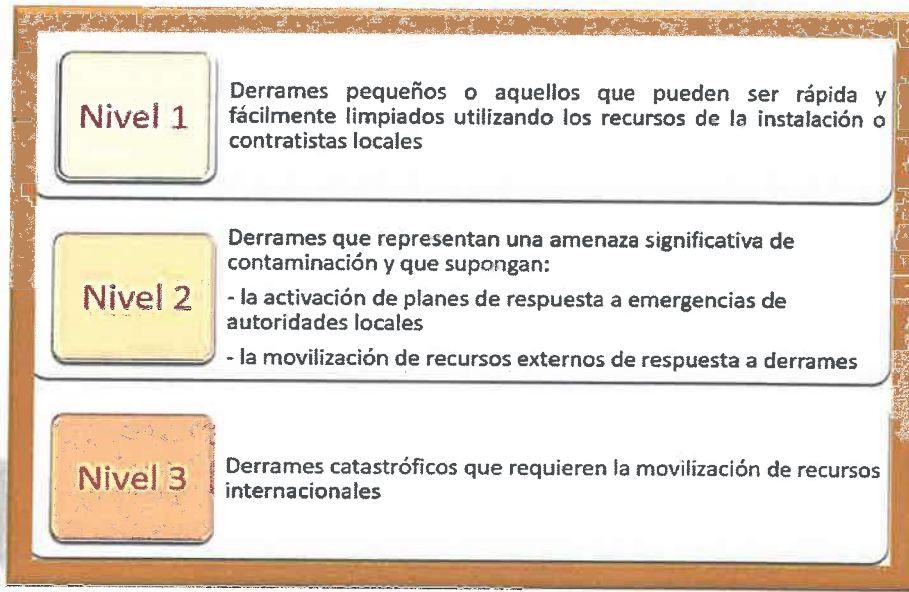 Nivel 1
Derrames pequeños o aquellos que pueden ser rápida y
fácilmente limpiados utilizando los recursos de la instalación o
contratistas locales
Nivel 2
Derrames que representan una amenaza significativa de
contaminación y que supongan:
- la activación de planes de respuesta a emergencias de
autoridades locales
- la movilización de recursos externos de respuesta a derrames
Nivel 3
Derrames catastróficos que requieren la movilización de recursos
internacionales